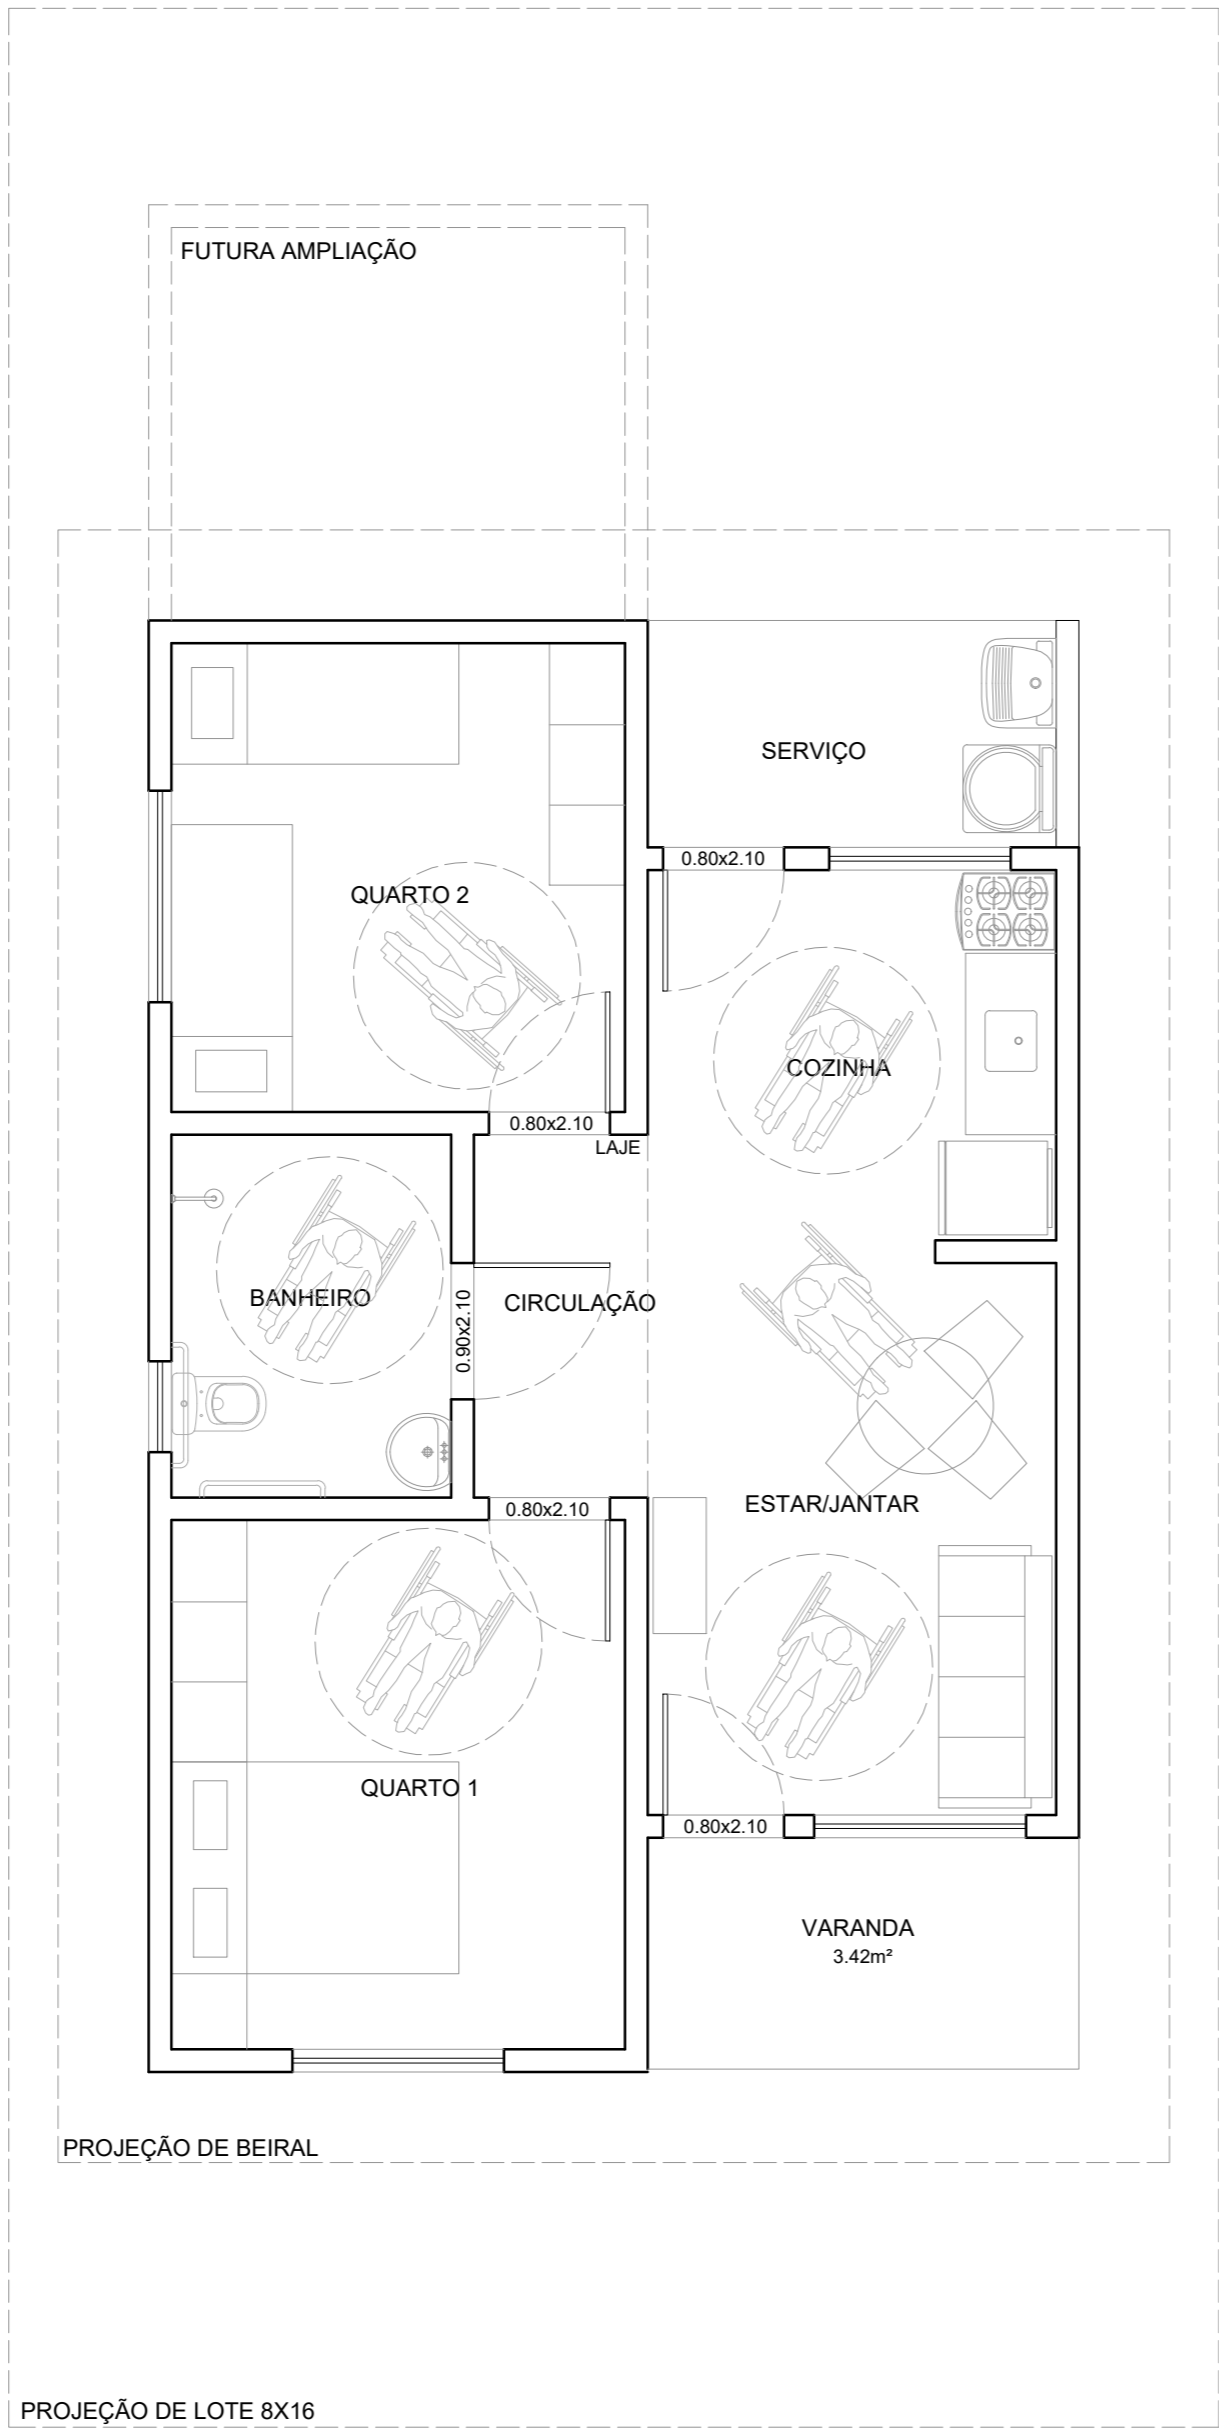 FUTURA AMPLIAÇÃO
SERVIÇO
0.80x2.10
QUARTO 2
COZINHA
0.80x2.10
LAJE
BANHEIRO
0.90x2.10
CIRCULAÇÃO
0.80x2.10
ESTAR/JANTAR
QUARTO 1
0.80x2.10
VARANDA
3.42m²
PROJEÇÃO DE BEIRAL
PROJEÇÃO DE LOTE 8X16